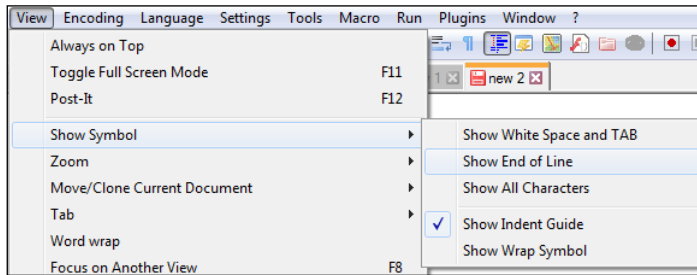 View Encoding Language Settings Tools Macro Run Plugins Window ?
Always on Top
Toggle Full Screen Mode F11
Post-It F12
1
new 2
Show Symbol
Zoom
Move/Clone Current Document
Tab
Word wrap
Focus on Another View F8
Show White Space and TAB
Show End of Line
Show All Characters
Show Indent Guide
Show Wrap Symbol